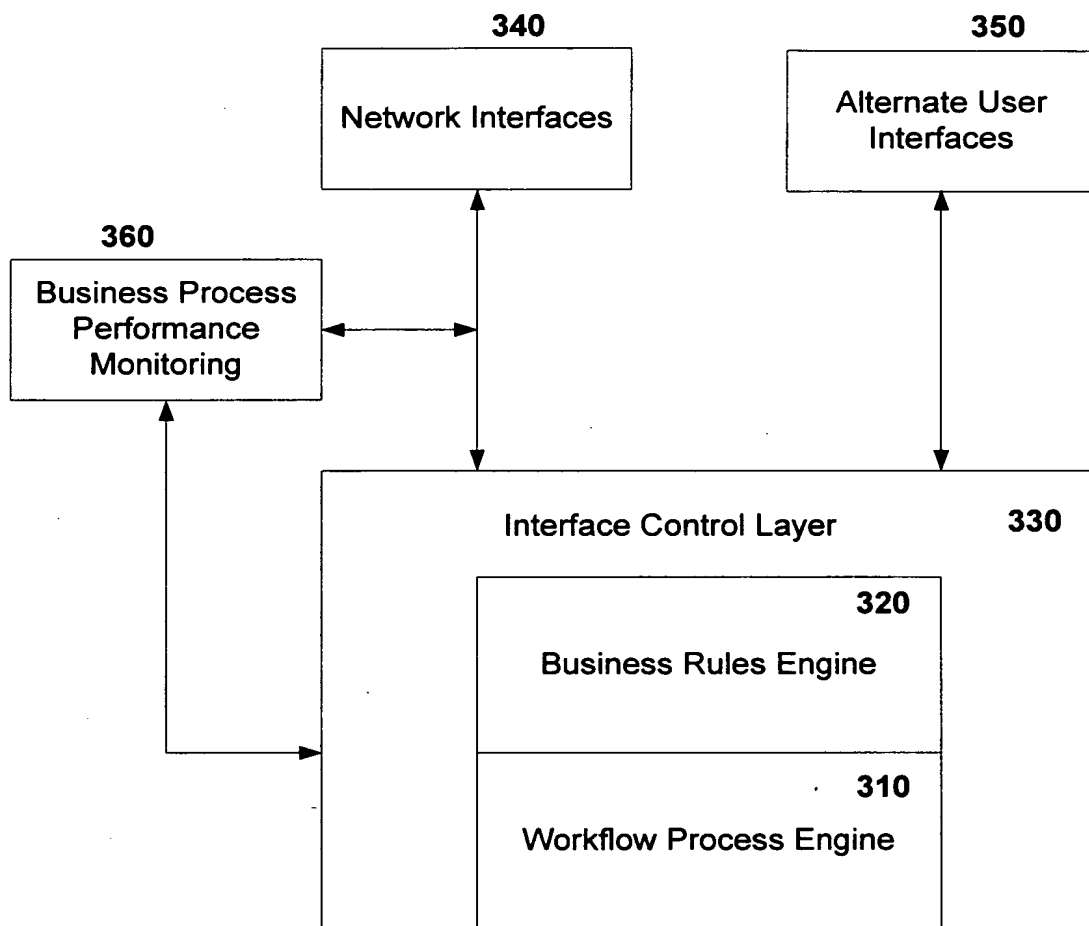 340
Network Interfaces
350
Alternate User
Interfaces
360
Business Process
Performance
Monitoring
Interface Control Layer
330
320
Business Rules Engine
310
Workflow Process Engine